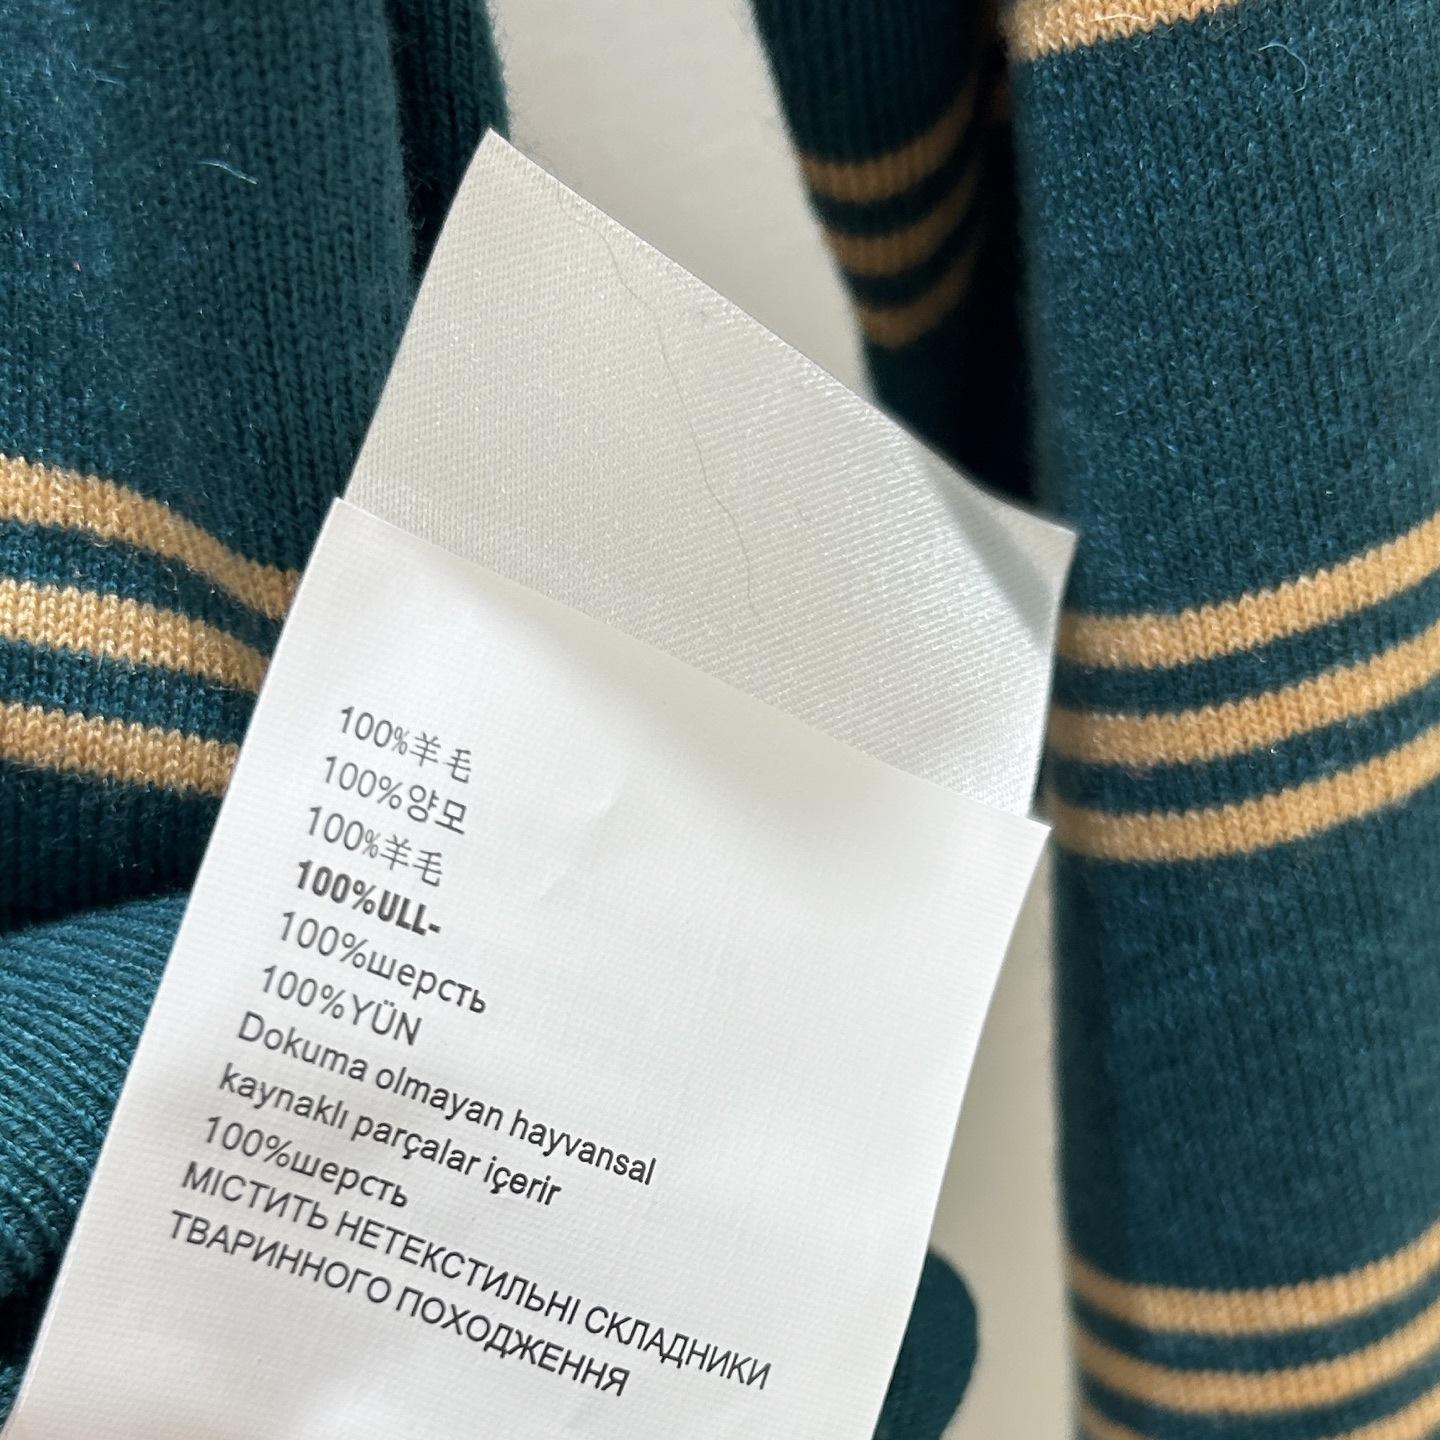 100%羊毛
100%양모
100%羊毛
100%ULL-
100%шерсть
100%YÜN
Dokuma olmayan hayvansal
kaynaklı parçalar içerir
100%шерсть
МІСТИТЬ НЕТЕКСТИЛЬНІ СКЛАДНИКИ
ТВАРИННОГО ПОХОДЖЕННЯ